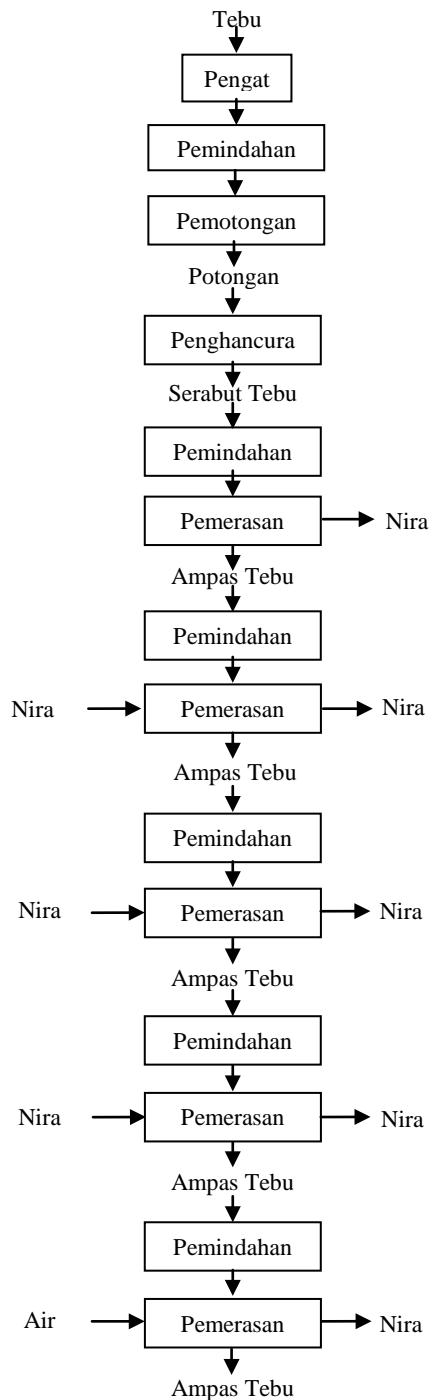 Tebu
Pengat
Pemindahan
Pemotongan
Potongan
Penghancura
Serabut Tebu
Pemindahan
Pemerasan Nira
Ampas Tebu
Pemindahan
Nira Pemerasan Nira
Ampas Tebu
Pemindahan
Nira Pemerasan Nira
Ampas Tebu
Pemindahan
Nira Pemerasan Nira
Ampas Tebu
Pemindahan
Air Pemerasan Nira
Ampas Tebu